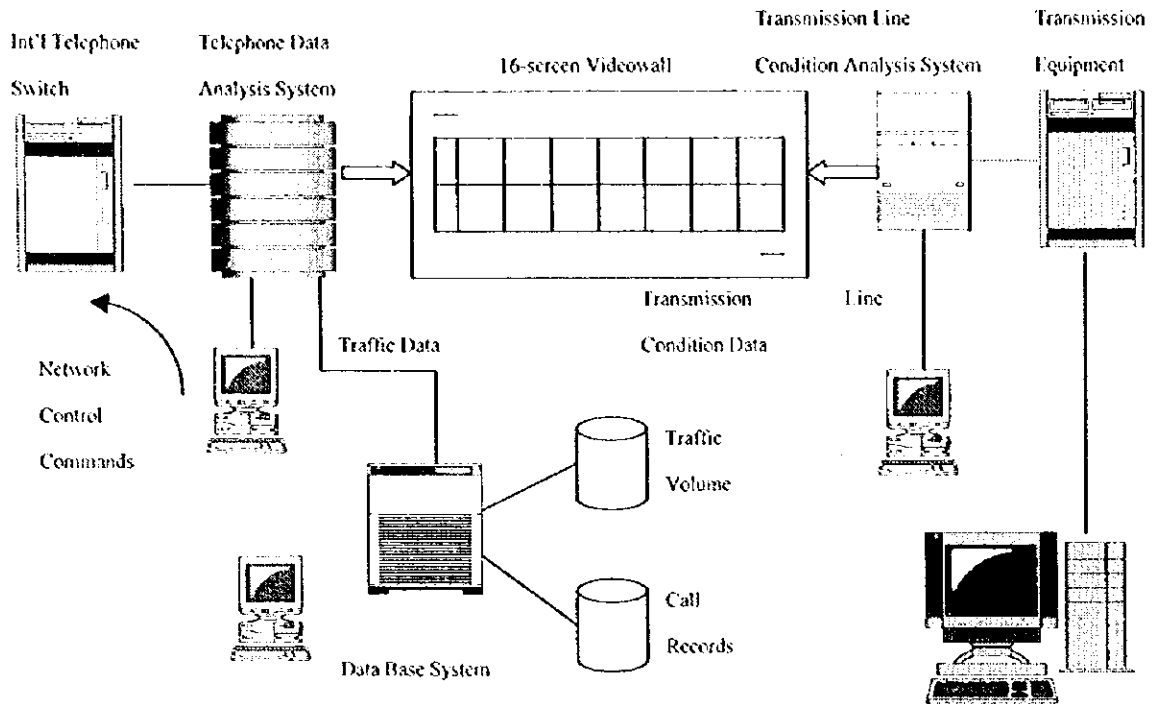 Int'l Telephone
Switch
Telephone Data
Analysis System
16-screen Videowall
Transmission Line
Condition Analysis System
Transmission
Equipment
Transmission Line
Condition Data
Traffic Data
Network
Control
Commands
Traffic
Volume
Call
Records
Data Base System